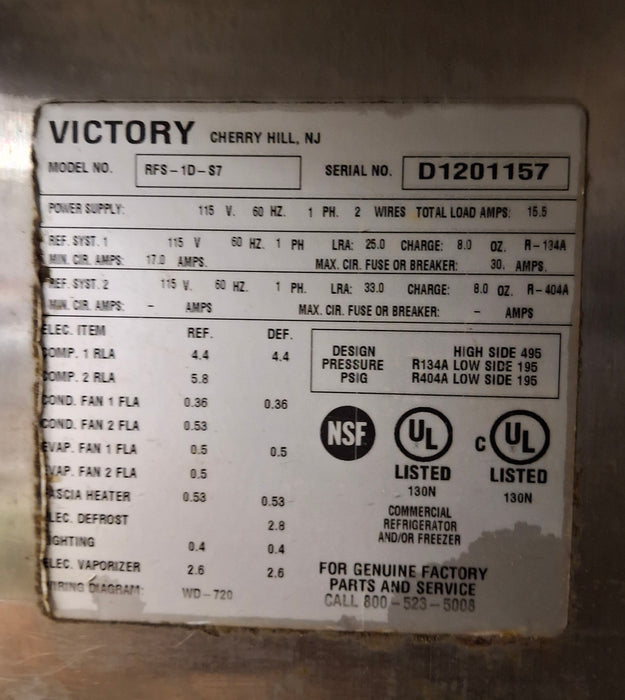 VICTORY CHERRY HILL, NJ
MODEL NO. RFS-1D-S7 SERIAL NO. D1201157
POWER SUPPLY: 115 V. 60 HZ. 1 PH. 2 WIRES TOTAL LOAD AMPS: 15.5
REF. SYST. 1 115 V 60 HZ. 1 PH LRA: 25.0 CHARGE: 8.0 OZ. R-134A
MIN. CIR. AMPS: 17.0 AMPS. MAX. CIR. FUSE OR BREAKER: 30. AMPS.
REF. SYST. 2 115 V. 60 HZ. 1 PH. LRA: 33.0 CHARGE: 8.0 OZ. R-404A
MIN. CIR. AMPS: - AMPS MAX. CIR. FUSE OR BREAKER: - AMPS
ELEC. ITEM REF. DEF.
COMP. 1 RLA 4.4 4.4
COMP. 2 RLA 5.8
COND. FAN 1 FLA 0.36 0.36
COND. FAN 2 FLA 0.53
EVAP. FAN 1 FLA 0.5 0.5
EVAP. FAN 2 FLA 0.5
ASCIA HEATER 0.53 0.53
LEC. DEFROST 2.8
IGHTING 0.4 0.4
ELEC. VAPORIZER 2.6 2.6
IRING DIAGRAM: WD-720
DESIGN PRESSURE PSIG
HIGH SIDE 495
R134A LOW SIDE 195
R404A LOW SIDE 195
NSF
UL
LISTED
130N
C UL
LISTED
130N
COMMERCIAL
REFRIGERATOR
AND/OR FREEZER
FOR GENUINE FACTORY
PARTS AND SERVICE
CALL 800-523-5008